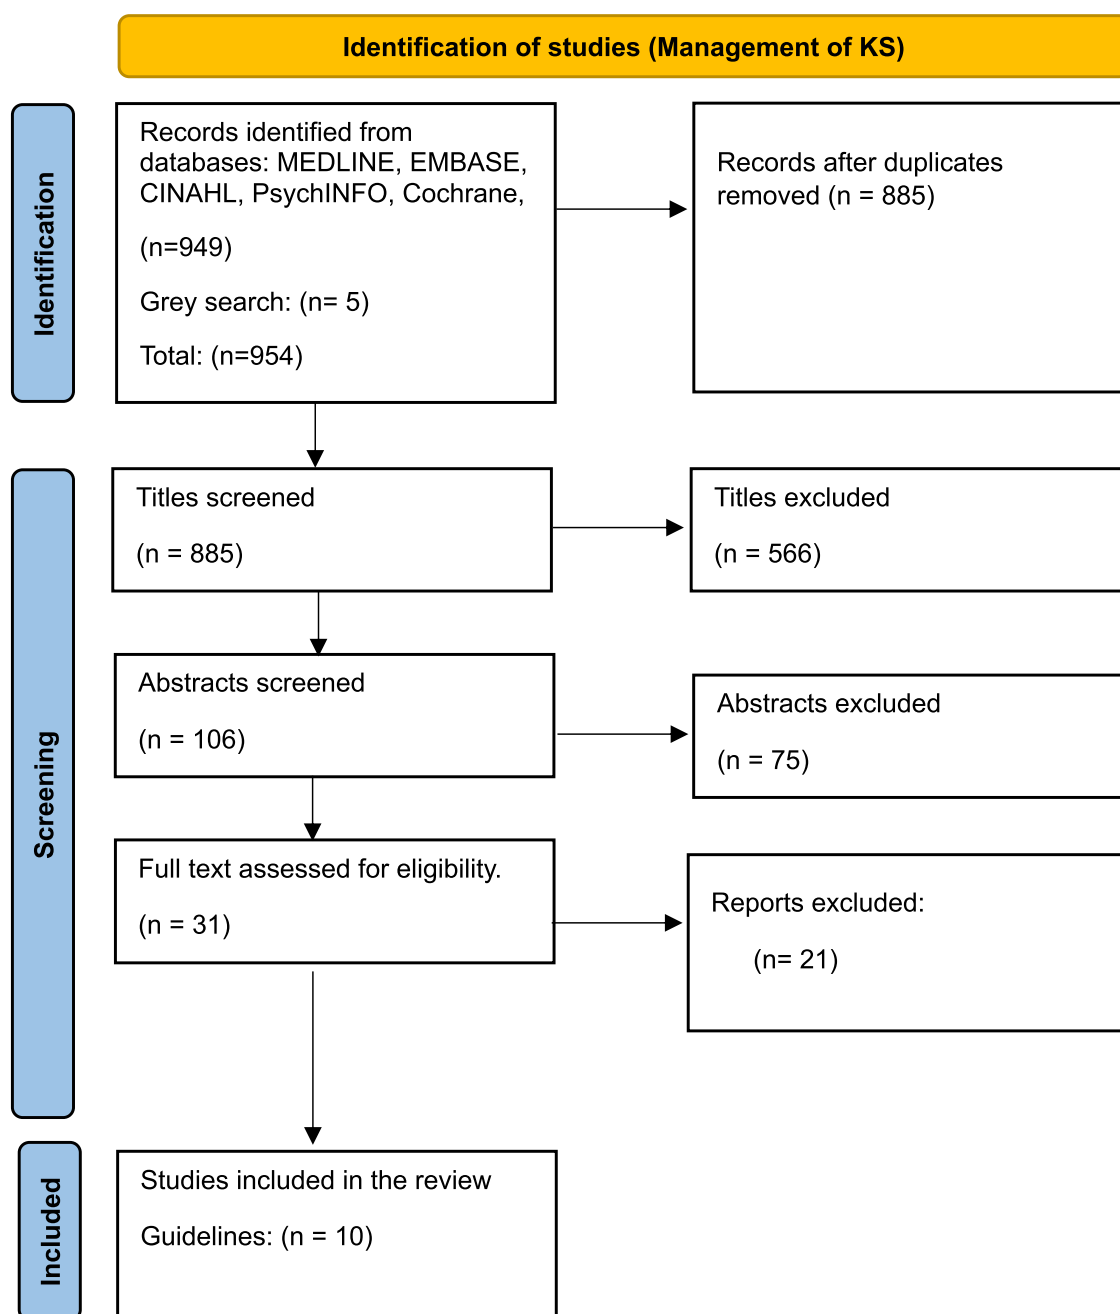 Identification of studies (Management of KS)
Identification
Records identified from
databases: MEDLINE, EMBASE,
CINAHL, PsychINFO, Cochrane,
(n=949)
Grey search: (n= 5)
Total: (n=954)
Records after duplicates
removed (n = 885)
Screening
Titles screened
(n = 885)
Titles excluded
(n = 566)
Abstracts screened
(n = 106)
Abstracts excluded
(n = 75)
Full text assessed for eligibility.
(n = 31)
Reports excluded:
(n= 21)
Included
Studies included in the review
Guidelines: (n = 10)